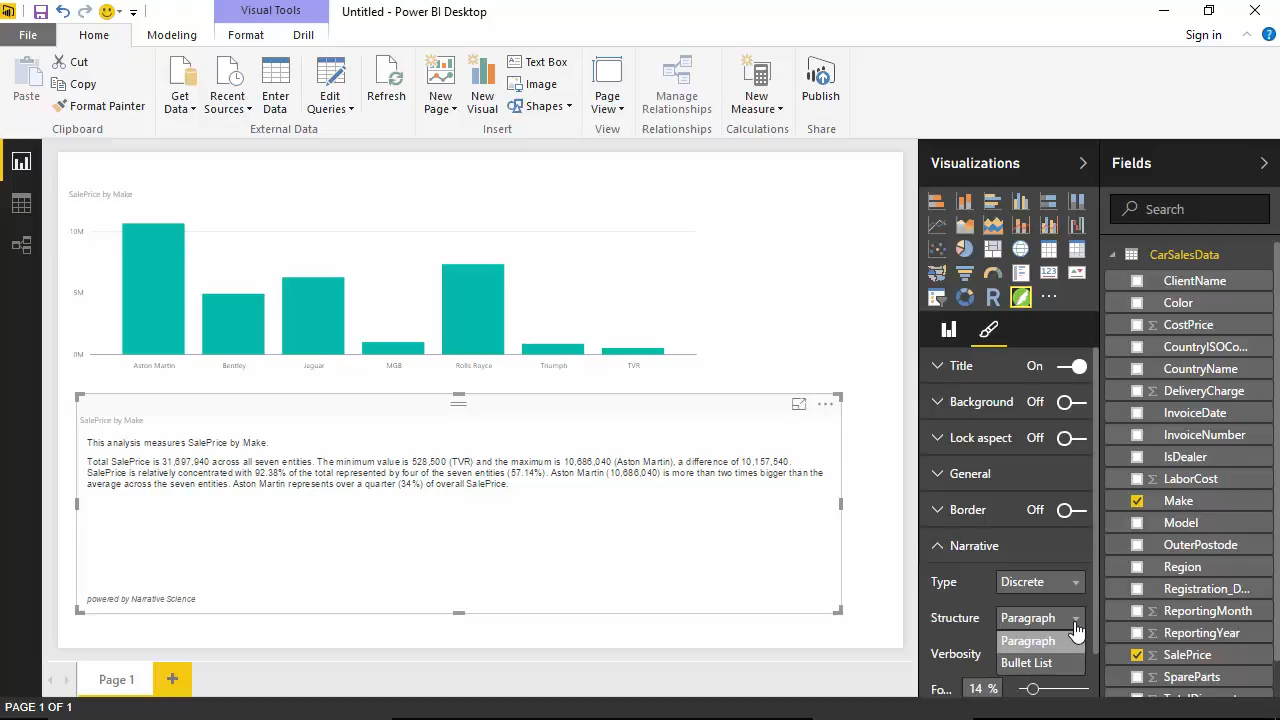 Visual Tools
Untitled - Power BI Desktop
File
Home
Modeling
Format
Drill
Sign in
Paste
Cut
Copy
Format Painter
Clipboard
Get Data
Recent Sources
Enter Data
Edit Queries
Refresh
External Data
New Page
New Visual
Text Box
Image
Shapes
Insert
Page View
View
Manage Relationships
Relationships
New Measure
Calculations
Publish
Share
SalePrice by Make
10M
5M
0M
Aston Martin
Bentley
Jaguar
MGB
Rolls Royce
Triumph
TVR
SalePrice by Make
This analysis measures SalePrice by Make.
Total SalePrice is 31,697,940 across all seven entities. The minimum value is 528,500 (TVR) and the maximum is 10,686,040 (Aston Martin), a difference of 10,157,540.
SalePrice is relatively concentrated with 92.38% of the total represented by four of the seven entities (57.14%). Aston Martin (10,686,040) is more than two times bigger than the
average across the seven entities. Aston Martin represents over a quarter (34%) of overall SalePrice.
powered by Narrative Science
Page 1
PAGE 1 OF 1
Visualizations
R
123
Title On
Background Off
Lock aspect Off
General
Border Off
Narrative
Type Discrete
Structure Paragraph
Paragraph
Bullet List
Verbosity
Fo... 14 %
Fields
Search
CarSalesData
ClientName
Color
CostPrice
CountryISOCo...
CountryName
DeliveryCharge
InvoiceDate
InvoiceNumber
IsDealer
LaborCost
Make
Model
OuterPostode
Region
Registration_D...
ReportingMonth
ReportingYear
SalePrice
SpareParts